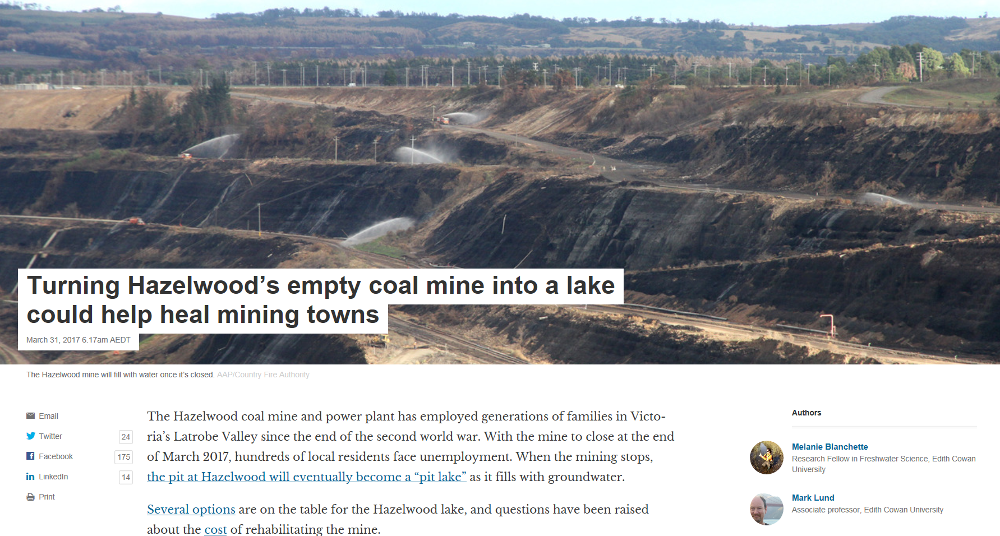 Turning Hazelwood’s empty coal mine into a lake
could help heal mining towns
March 31, 2017 6.17am AEDT
The Hazelwood mine will fill with water once it’s closed. AAP/Country Fire Authority
Email
Twitter 24
Facebook 175
LinkedIn 14
Print
The Hazelwood coal mine and power plant has employed generations of families in Victo-
ria’s Latrobe Valley since the end of the second world war. With the mine to close at the end
of March 2017, hundreds of local residents face unemployment. When the mining stops,
the pit at Hazelwood will eventually become a “pit lake” as it fills with groundwater.
Several options are on the table for the Hazelwood lake, and questions have been raised
about the cost of rehabilitating the mine.
Authors
Melanie Blanchette
Research Fellow in Freshwater Science, Edith Cowan
University
Mark Lund
Associate professor, Edith Cowan University